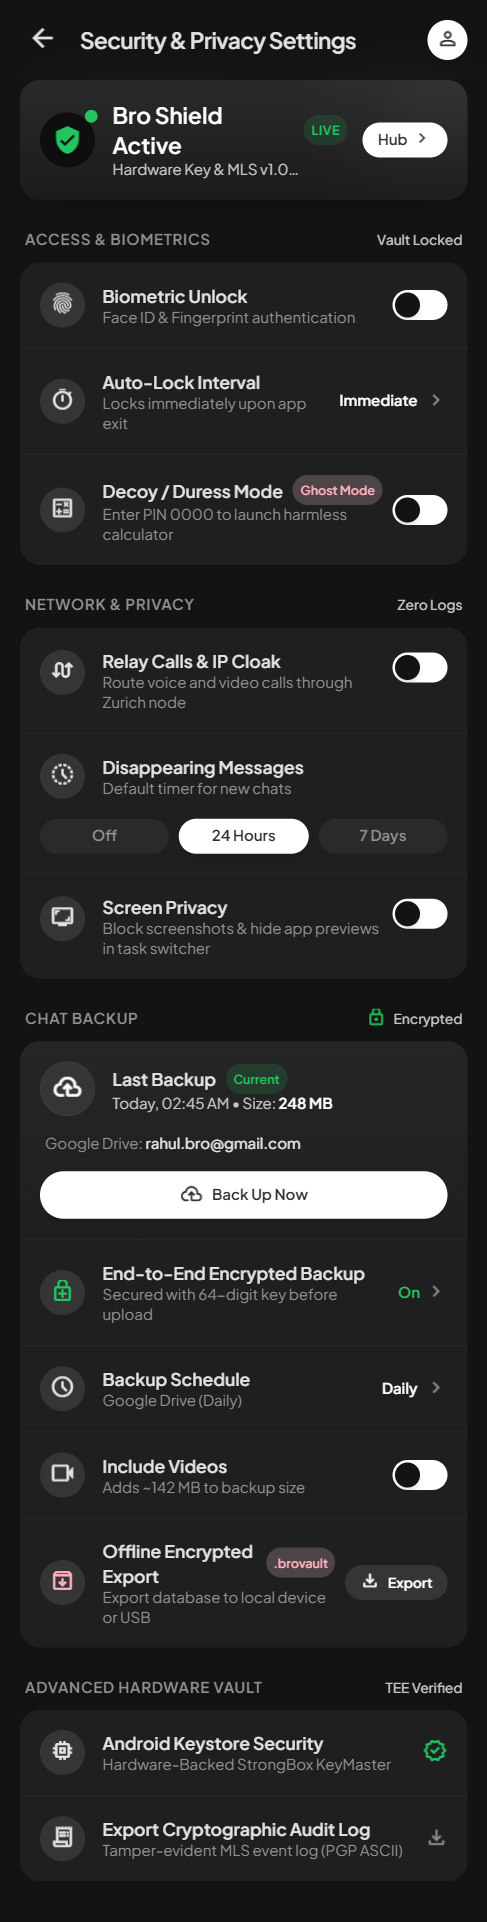 Security & Privacy Settings
Bro Shield
Active
LIVE
Hub
Hardware Key & MLS v1.0...
ACCESS & BIOMETRICS
Vault Locked
Biometric Unlock
Face ID & Fingerprint authentication
Auto-Lock Interval
Locks immediately upon app
exit
Immediate
Decoy / Duress Mode
Ghost Mode
Enter PIN 0000 to launch harmless
calculator
NETWORK & PRIVACY
Zero Logs
Relay Calls & IP Cloak
Route voice and video calls through
Zurich node
Disappearing Messages
Default timer for new chats
Off
24 Hours
7 Days
Screen Privacy
Block screenshots & hide app previews
in task switcher
CHAT BACKUP
Encrypted
Last Backup
Current
Today, 02:45 AM • Size: 248 MB
Google Drive: rahul.bro@gmail.com
Back Up Now
End-to-End Encrypted Backup
Secured with 64-digit key before
upload
On
Backup Schedule
Google Drive (Daily)
Daily
Include Videos
Adds ~142 MB to backup size
Offline Encrypted
Export
.brovault
Export database to local device
or USB
Export
ADVANCED HARDWARE VAULT
TEE Verified
Android Keystore Security
Hardware-Backed StrongBox KeyMaster
Export Cryptographic Audit Log
Tamper-evident MLS event log (PGP ASCII)